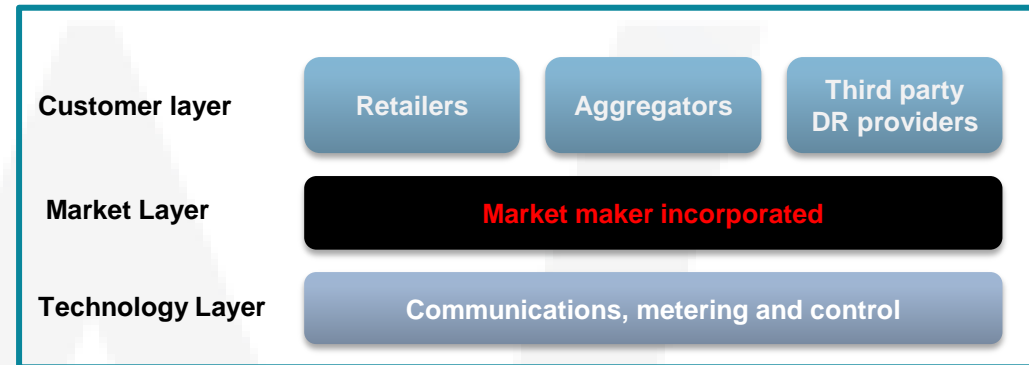 Customer layer
Retailers
Aggregators
Third party
DR providers
Market Layer
Market maker incorporated
Technology Layer
Communications, metering and control